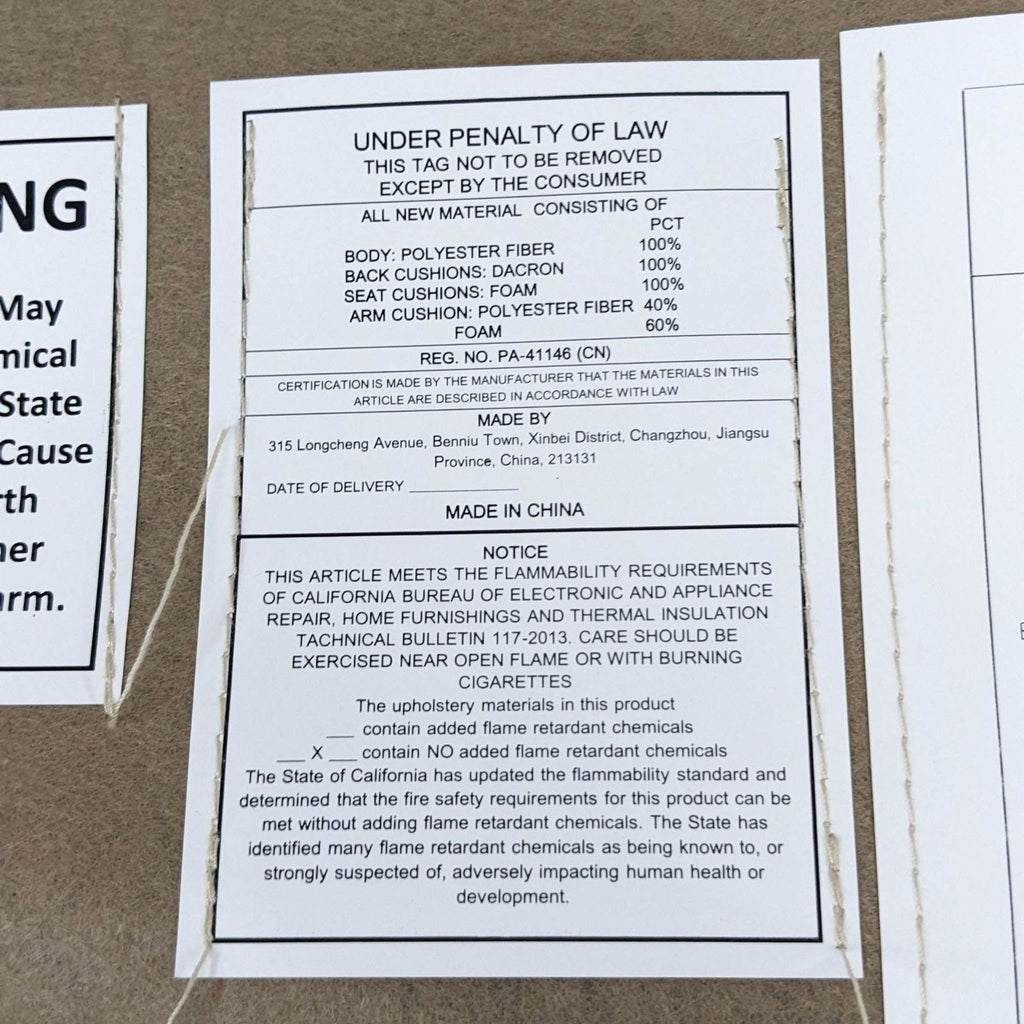 NG
May
mical
State
Cause
rth
ner
arm.
UNDER PENALTY OF LAW
THIS TAG NOT TO BE REMOVED
EXCEPT BY THE CONSUMER
ALL NEW MATERIAL CONSISTING OF
PCT
BODY: POLYESTER FIBER 100%
BACK CUSHIONS: DACRON 100%
SEAT CUSHIONS: FOAM 100%
ARM CUSHION: POLYESTER FIBER 40%
FOAM 60%
REG. NO. PA-41146 (CN)
CERTIFICATION IS MADE BY THE MANUFACTURER THAT THE MATERIALS IN THIS
ARTICLE ARE DESCRIBED IN ACCORDANCE WITH LAW
MADE BY
315 Longcheng Avenue, Benniu Town, Xinbei District, Changzhou, Jiangsu
Province, China, 213131
DATE OF DELIVERY ______________
MADE IN CHINA
NOTICE
THIS ARTICLE MEETS THE FLAMMABILITY REQUIREMENTS
OF CALIFORNIA BUREAU OF ELECTRONIC AND APPLIANCE
REPAIR, HOME FURNISHINGS AND THERMAL INSULATION
TACHNICAL BULLETIN 117-2013. CARE SHOULD BE
EXERCISED NEAR OPEN FLAME OR WITH BURNING
CIGARETTES
The upholstery materials in this product
___ contain added flame retardant chemicals
___ X ___ contain NO added flame retardant chemicals
The State of California has updated the flammability standard and
determined that the fire safety requirements for this product can be
met without adding flame retardant chemicals. The State has
identified many flame retardant chemicals as being known to, or
strongly suspected of, adversely impacting human health or
development.